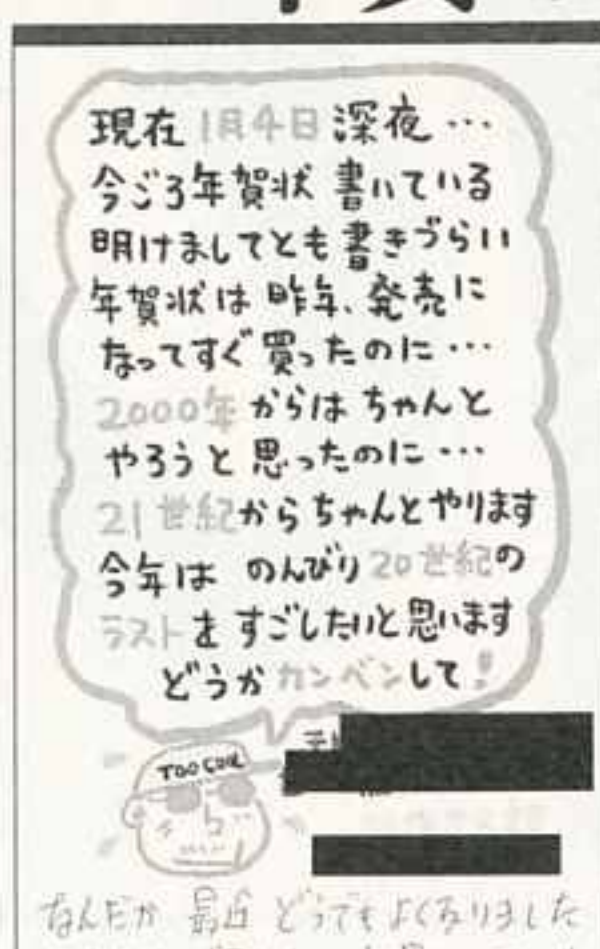 現在 1月4日 深夜…
今ごろ年賀状 書いている
明けましてとも書きづらい
年賀状は 昨年、発売に
なってすぐ 買ったのに…
2000年からは ちゃんと
やろうと 思ったのに…
21世紀からちゃんとやります
今年は のんびり 20世紀の
ラストを すごしたいと思います
どうか カンベンして!
TOO COOL
なんだか 最近 どうでもよくなりました